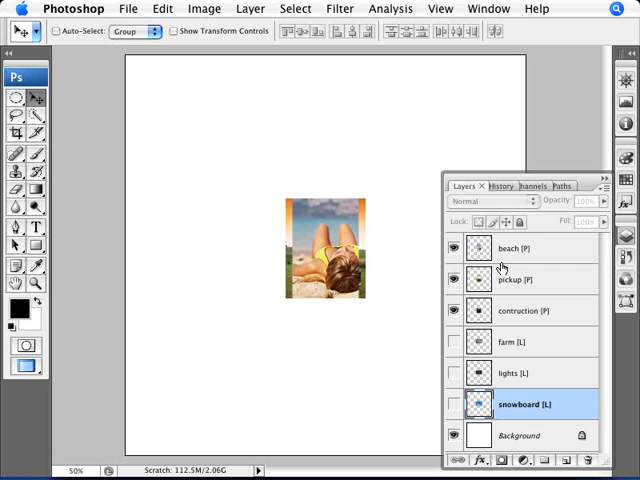 Photoshop File Edit Image Layer Select Filter Analysis View Window Help
Auto-Select: Group Show Transform Controls
Ps
Layers × History Channels Paths
Normal Opacity: 100%
Lock: Fill: 100%
beach [P]
pickup [P]
contruction [P]
farm [L]
lights [L]
snowboard [L]
Background
50% Scratch: 112.5M/2.06G